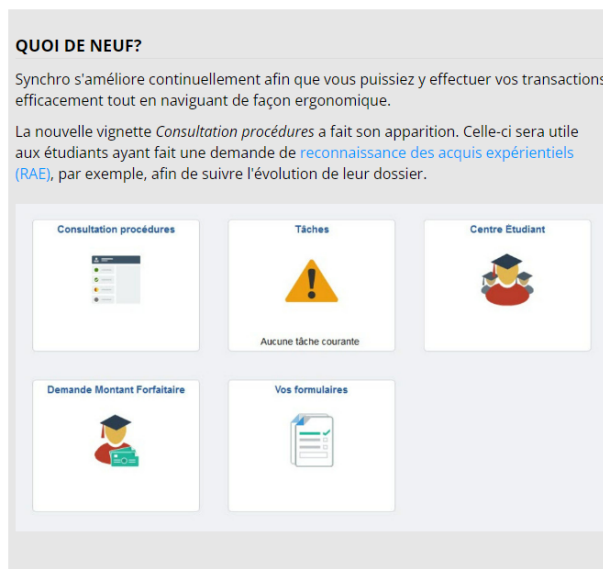 QUOI DE NEUF?
Synchro s'améliore continuellement afin que vous puissiez y effectuer vos transactions
efficacement tout en naviguant de façon ergonomique.
La nouvelle vignette Consultation procédures a fait son apparition. Celle-ci sera utile
aux étudiants ayant fait une demande de reconnaissance des acquis expérientiels
(RAE), par exemple, afin de suivre l'évolution de leur dossier.
Consultation procédures
Tâches
Centre Étudiant
Aucune tâche courante
Demande Montant Forfaitaire
Vos formulaires